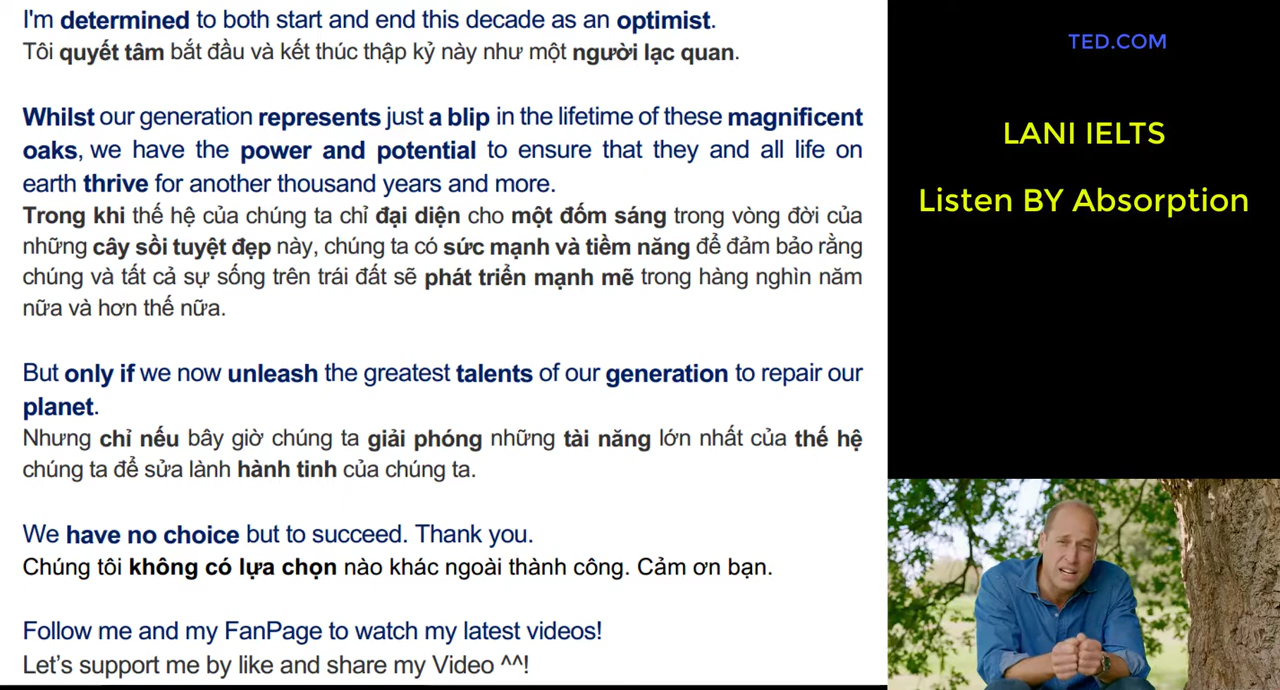 I'm determined to both start and end this decade as an optimist.
Tôi quyết tâm bắt đầu và kết thúc thập kỷ này như một người lạc quan.
Whilst our generation represents just a blip in the lifetime of these magnificent
oaks, we have the power and potential to ensure that they and all life on
earth thrive for another thousand years and more.
Trong khi thế hệ của chúng ta chỉ đại diện cho một đốm sáng trong vòng đời của
những cây sồi tuyệt đẹp này, chúng ta có sức mạnh và tiềm năng để đảm bảo rằng
chúng và tất cả sự sống trên trái đất sẽ phát triển mạnh mẽ trong hàng nghìn năm
nữa và hơn thế nữa.
But only if we now unleash the greatest talents of our generation to repair our
planet.
Nhưng chỉ nếu bây giờ chúng ta giải phóng những tài năng lớn nhất của thế hệ
chúng ta để sửa lành hành tinh của chúng ta.
We have no choice but to succeed. Thank you.
Chúng tôi không có lựa chọn nào khác ngoài thành công. Cảm ơn bạn.
Follow me and my FanPage to watch my latest videos!
Let's support me by like and share my Video ^^!
TED.COM
LANI IELTS
Listen BY Absorption